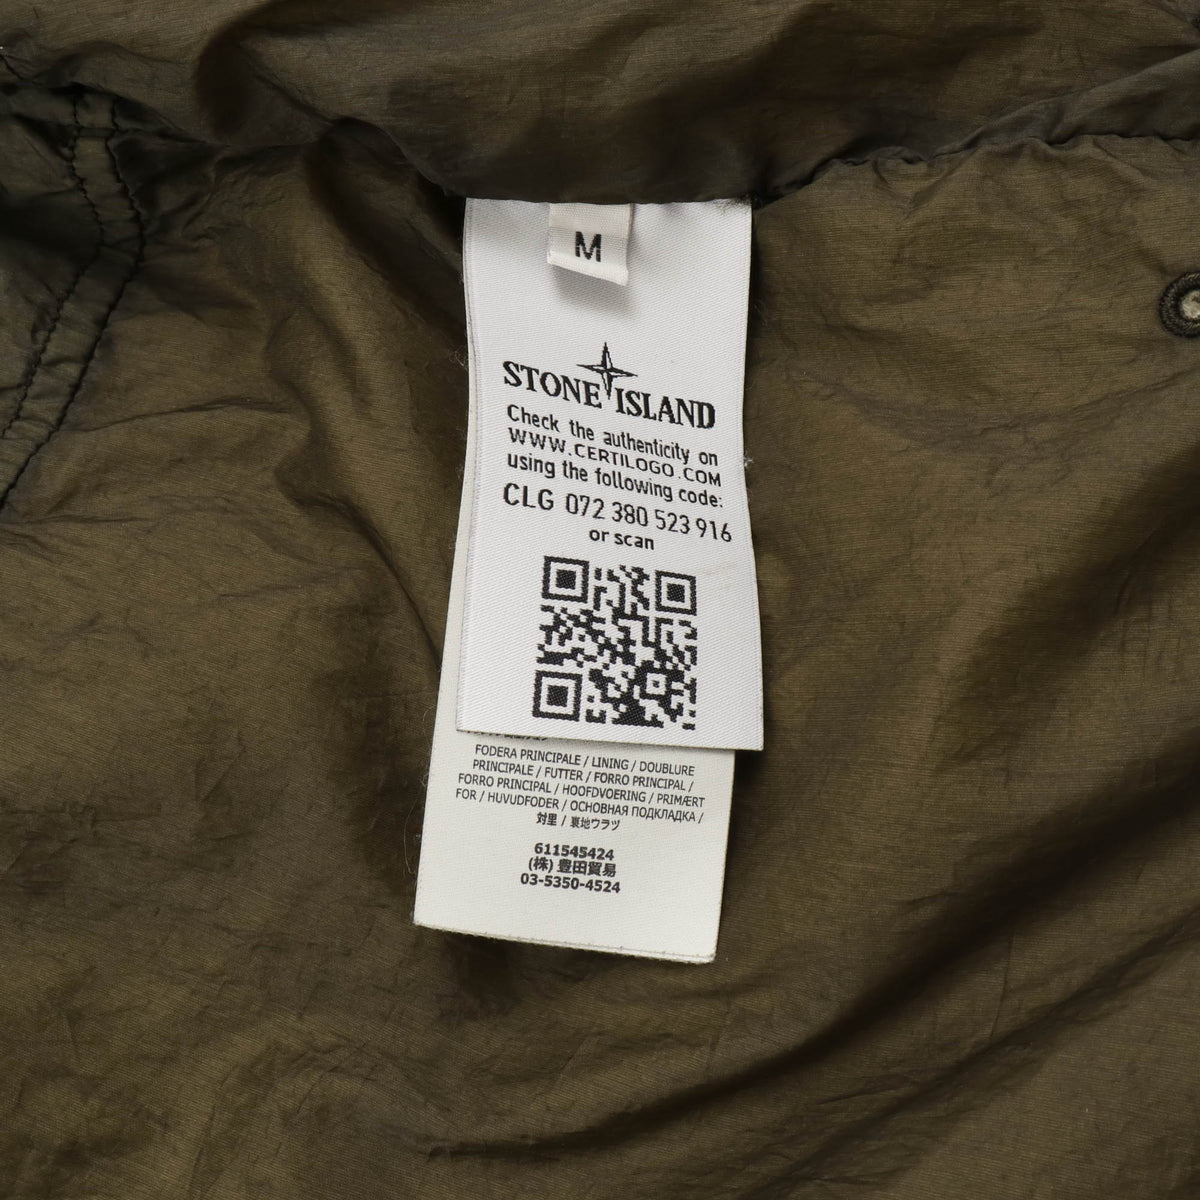 M
STONE ISLAND
Check the authenticity on
WWW.CERTILOGO.COM
using the following code:
CLG 072 380 523 916
or scan
FODERA PRINCIPALE / LINING / DOUBLURE
PRINCIPALE / FUTTER / FORRO PRINCIPAL /
FORRO PRINCIPAL / HOOFDVOERING / PRIMÆRT
FOR / HUVUDFODER / ОСНОВНАЯ ПОДКЛАДКА /
对里 / 裏地ウラヅ
611545424
(株) 豊田貿易
03-5350-4524